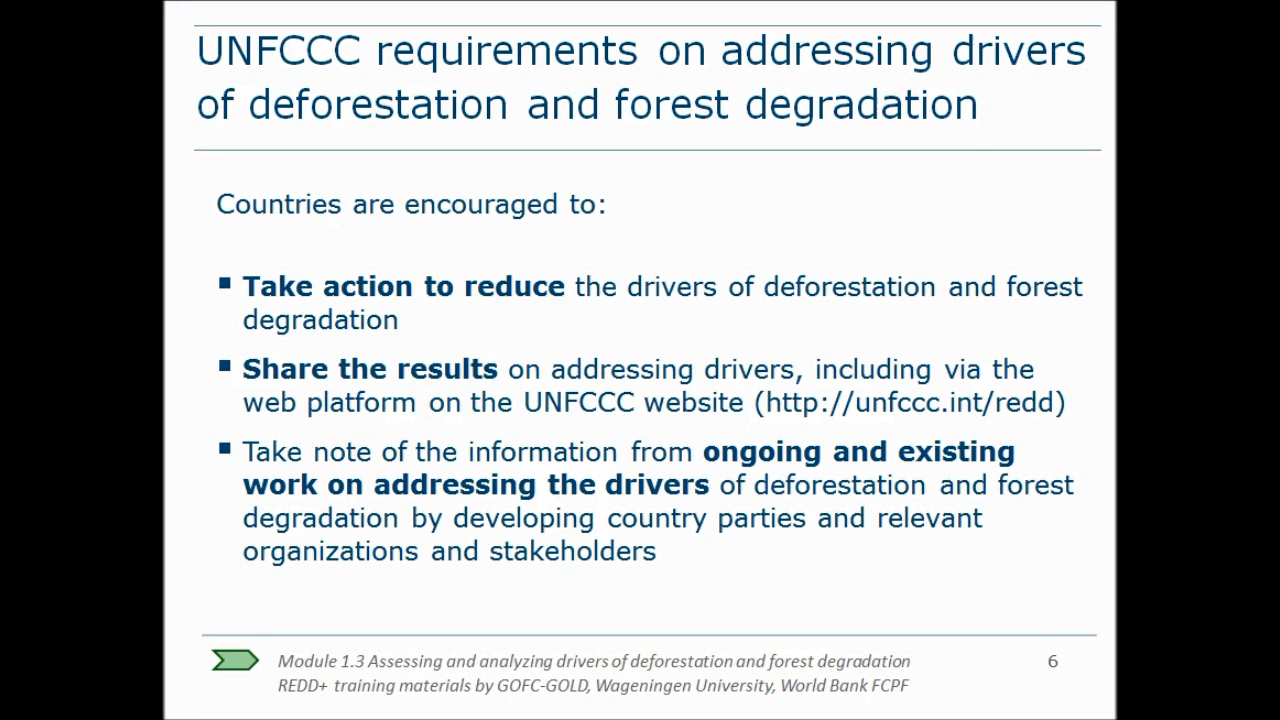 UNFCCC requirements on addressing drivers
of deforestation and forest degradation
Countries are encouraged to:
Take action to reduce the drivers of deforestation and forest
degradation
Share the results on addressing drivers, including via the
web platform on the UNFCCC website (http://unfccc.int/redd)
Take note of the information from ongoing and existing
work on addressing the drivers of deforestation and forest
degradation by developing country parties and relevant
organizations and stakeholders
Module 1.3 Assessing and analyzing drivers of deforestation and forest degradation
REDD+ training materials by GOFC-GOLD, Wageningen University, World Bank FCPF
6